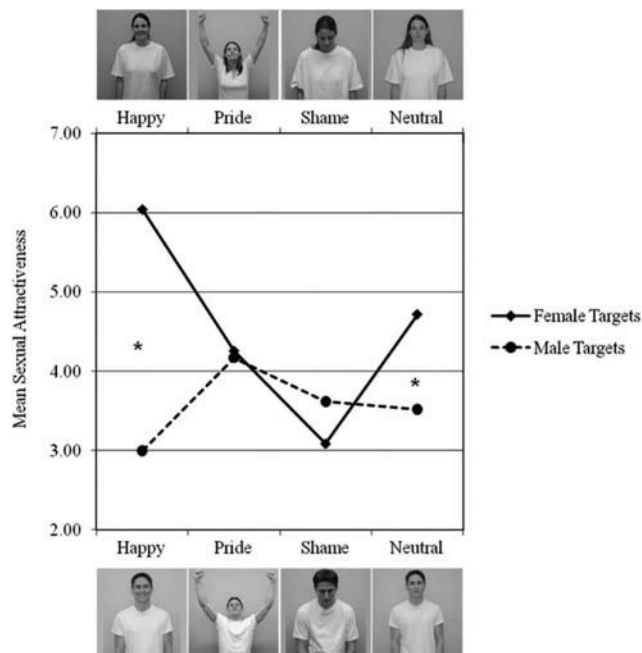 Happy Pride Shame Neutral
7.00
6.00
5.00
4.00
3.00
2.00
Mean Sexual Attractiveness
*
*
Female Targets
Male Targets
Happy Pride Shame Neutral